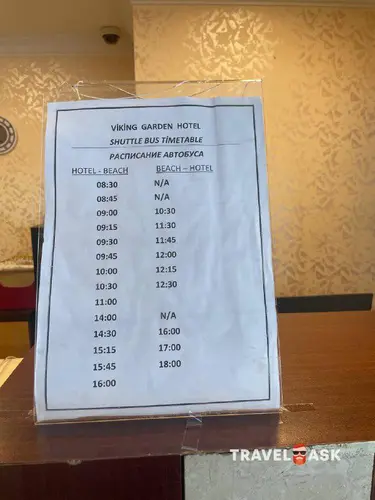 VİKİNG GARDEN HOTEL
SHUTTLE BUS TİMETABLE
РАСПИСАНИЕ АВТОБУСА
HOTEL - BEACH BEACH – HOTEL
08:30 N/A
08:45 N/A
09:00 10:30
09:15 11:30
09:30 11:45
09:45 12:00
10:00 12:15
10:30 12:30
11:00
14:00 N/A
14:30 16:00
15:15 17:00
15:45 18:00
16:00
TRAVEL ASK